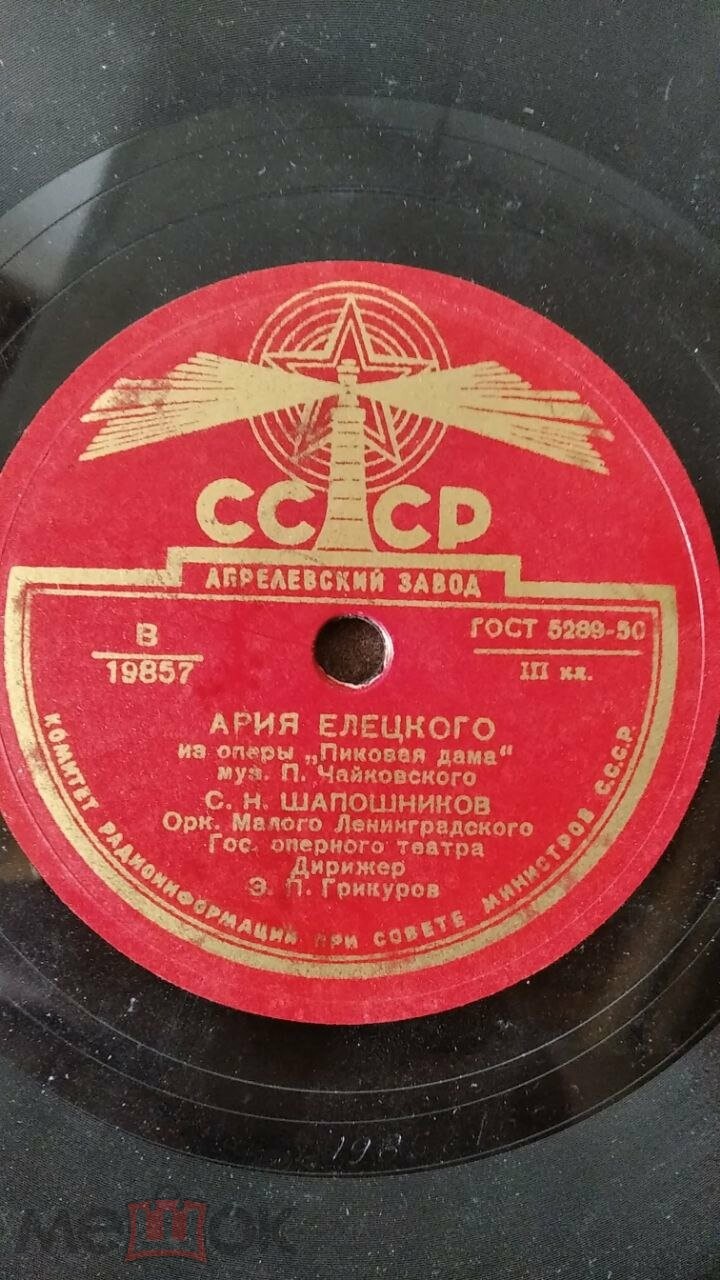 СССР
АПРЕЛЕВСКИЙ ЗАВОД
В
19857
ГОСТ 5289-50
III кл.
АРИЯ ЕЛЕЦКОГО
из оперы „Пиковая дама“
муз. П. Чайковского
С. Н. ШАПОШНИКОВ
Орк. Малого Ленинградского
Гос. оперного театра
Дирижер
Э. П. Грикуров
КОМИТЕТ РАДИОИНФОРМАЦИИ ПРИ СОВЕТЕ МИНИСТРОВ С.С.С.Р.
мешок